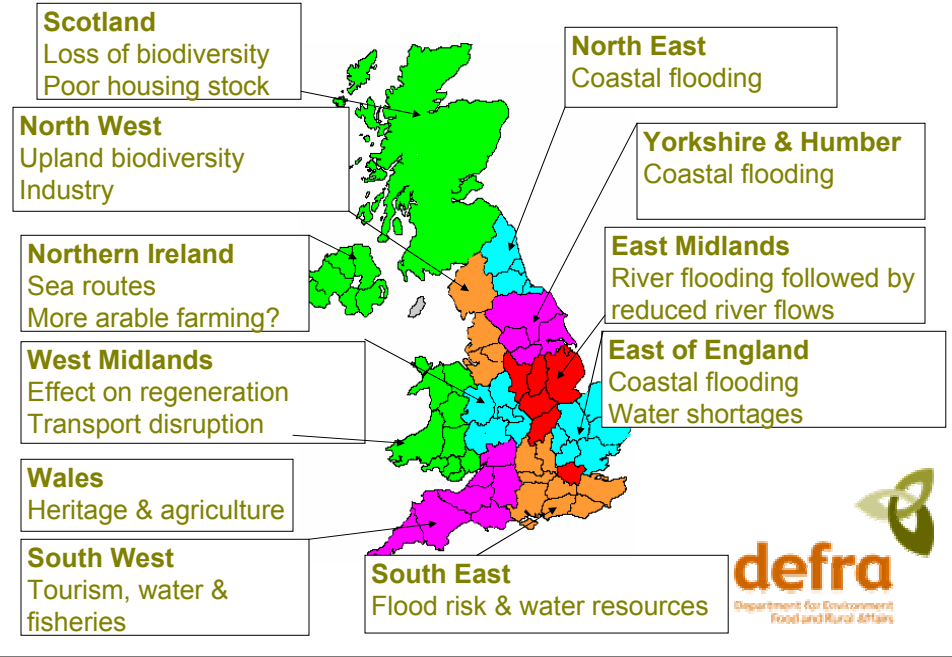 Scotland
Loss of biodiversity
Poor housing stock
North West
Upland biodiversity
Industry
Northern Ireland
Sea routes
More arable farming?
West Midlands
Effect on regeneration
Transport disruption
Wales
Heritage & agriculture
South West
Tourism, water &
fisheries
North East
Coastal flooding
Yorkshire & Humber
Coastal flooding
East Midlands
River flooding followed by
reduced river flows
East of England
Coastal flooding
Water shortages
South East
Flood risk & water resources
defra
Department for Environment
Food and Rural Affairs